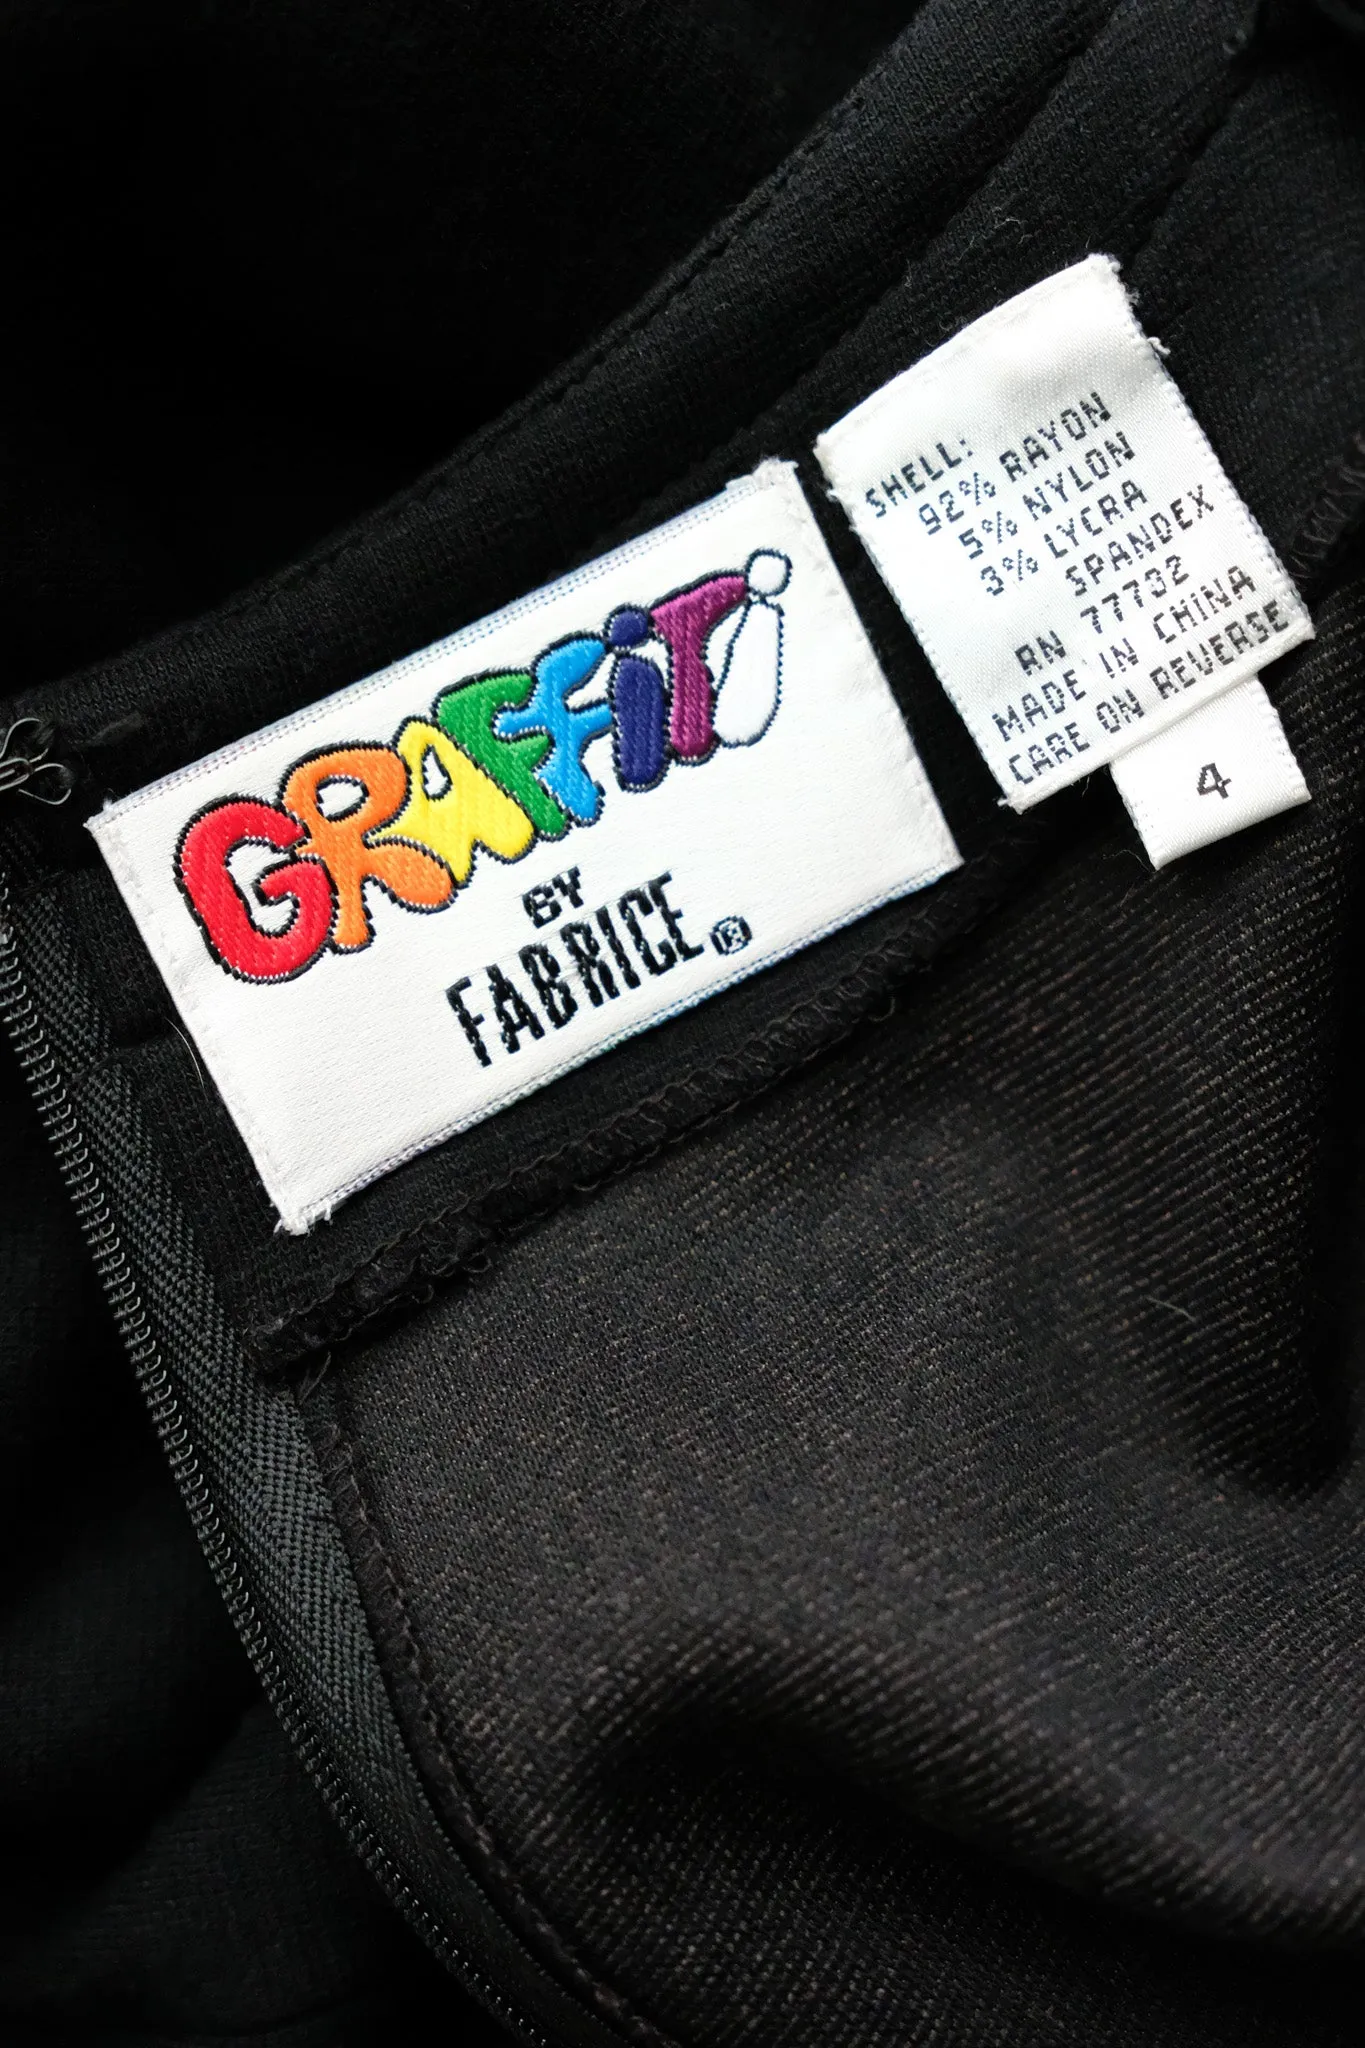 GRAFFiTi
BY
FABRICE®
SHELL:
92% RAYON
5% NYLON
3% LYCRA
SPANDEX
RN 77732
MADE IN CHINA
CARE ON REVERSE
4